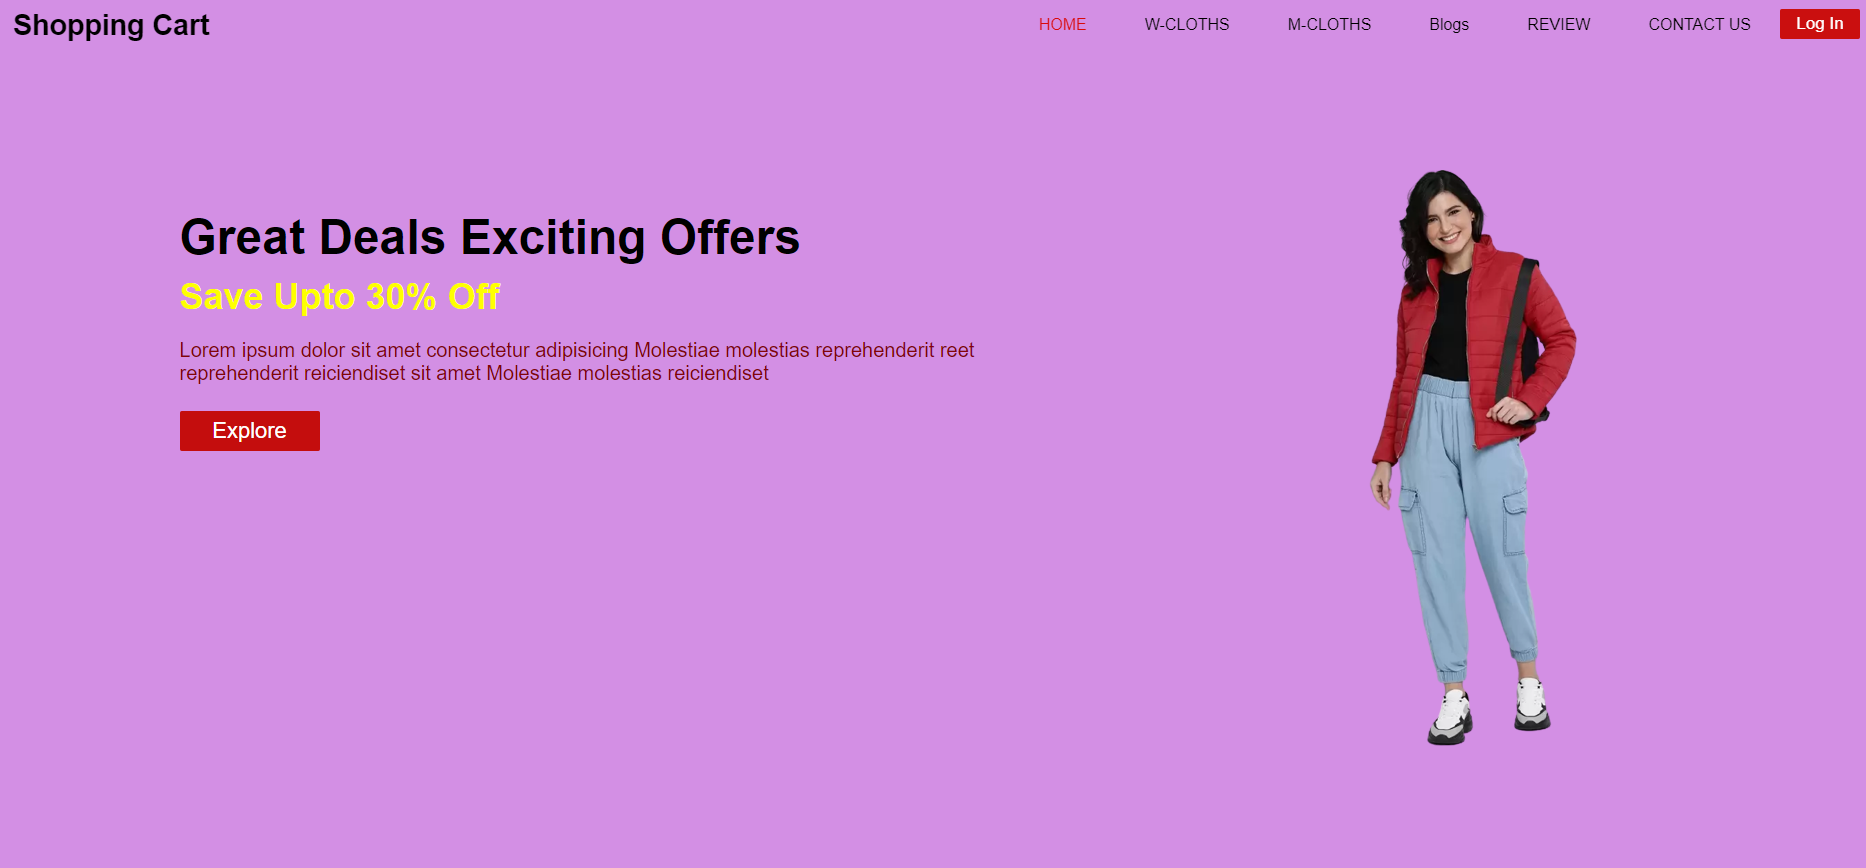 Shopping Cart
HOME W-CLOTHS M-CLOTHS Blogs REVIEW CONTACT US Log In
Great Deals Exciting Offers
Save Upto 30% Off
Lorem ipsum dolor sit amet consectetur adipisicing Molestiae molestias reprehenderit reet
reprehenderit reiciendiset sit amet Molestiae molestias reiciendiset
Explore